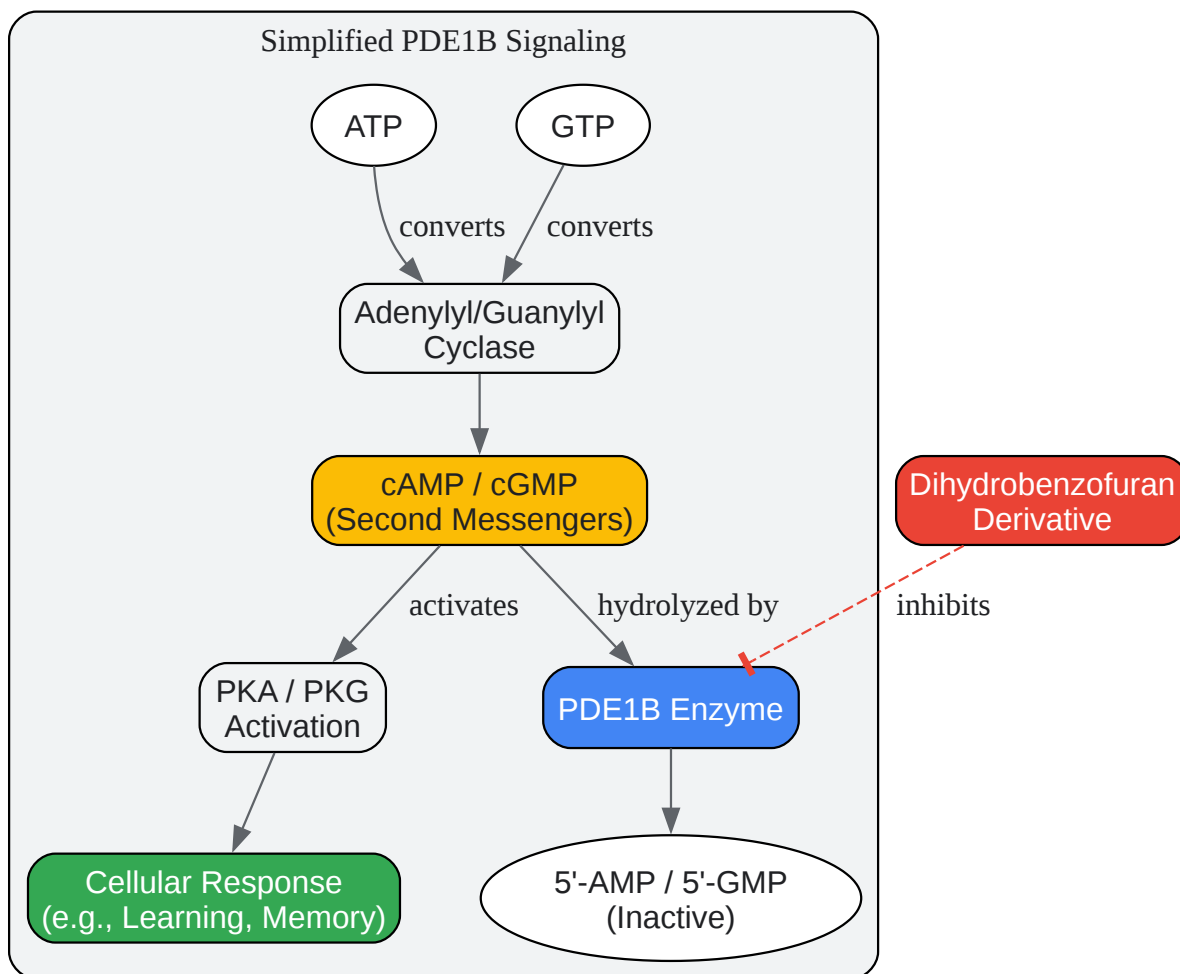 Simplified PDE1B Signaling
ATP
GTP
converts
converts
Adenylyl/Guanylyl
Cyclase
cAMP / cGMP
(Second Messengers)
Dihydrobenzofuran
Derivative
activates
hydrolyzed by
inhibits
PKA / PKG
Activation
PDE1B Enzyme
Cellular Response
(e.g., Learning, Memory)
5'-AMP / 5'-GMP
(Inactive)